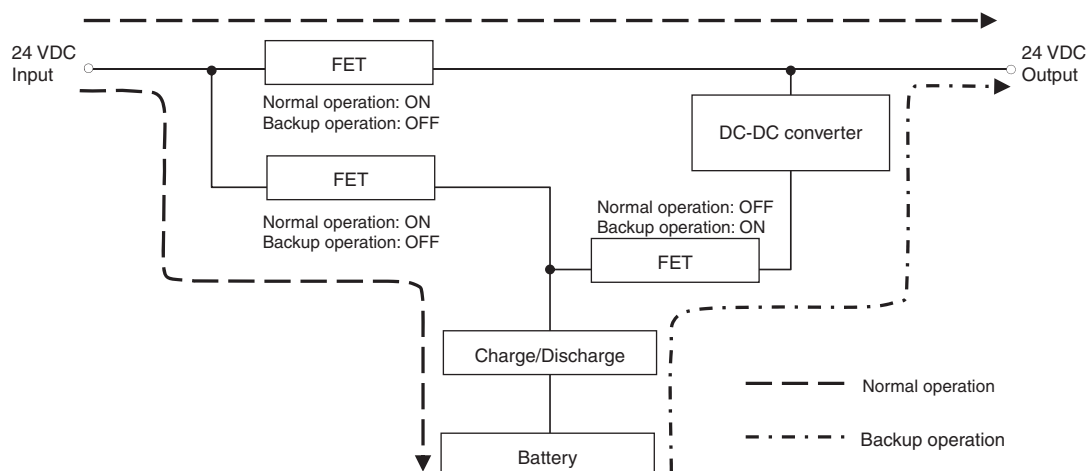 24 VDC
Input
FET
24 VDC
Output
Normal operation: ON
Backup operation: OFF
DC-DC converter
FET
Normal operation: ON
Backup operation: OFF
Normal operation: OFF
Backup operation: ON
FET
Charge/Discharge
Normal operation
Battery
Backup operation